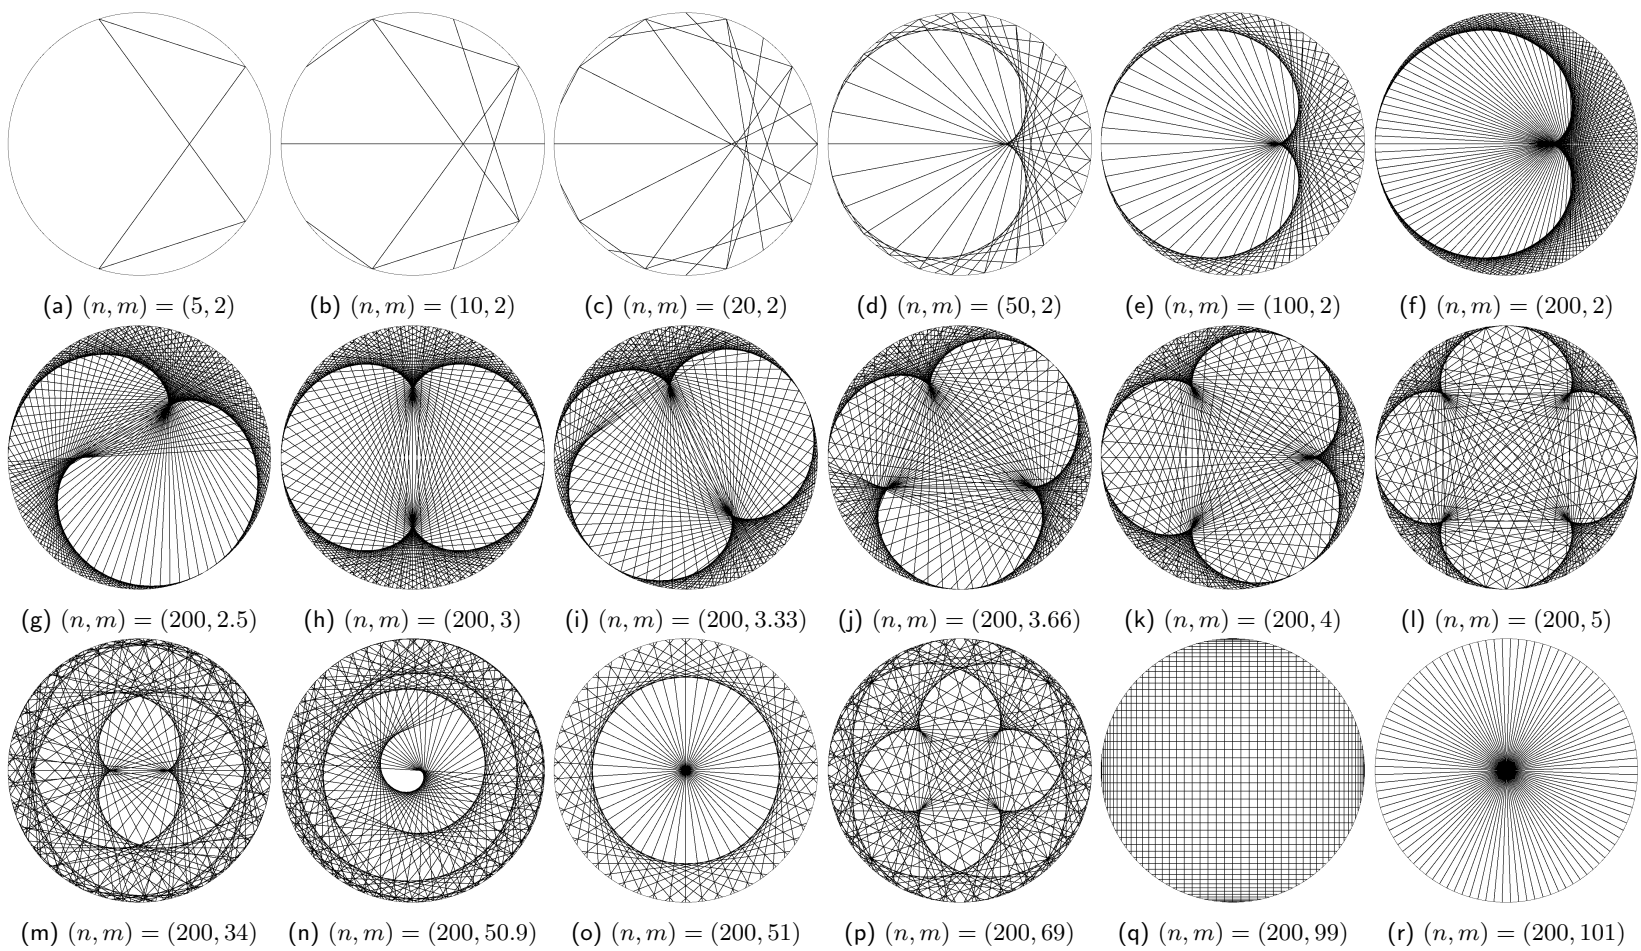 (a) (n, m) = (5, 2) (b) (n, m) = (10, 2) (c) (n, m) = (20, 2) (d) (n, m) = (50, 2) (e) (n, m) = (100, 2) (f) (n, m) = (200, 2)
(g) (n, m) = (200, 2.5) (h) (n, m) = (200, 3) (i) (n, m) = (200, 3.33) (j) (n, m) = (200, 3.66) (k) (n, m) = (200, 4) (l) (n, m) = (200, 5)
(m) (n, m) = (200, 34) (n) (n, m) = (200, 50.9) (o) (n, m) = (200, 51) (p) (n, m) = (200, 69) (q) (n, m) = (200, 99) (r) (n, m) = (200, 101)